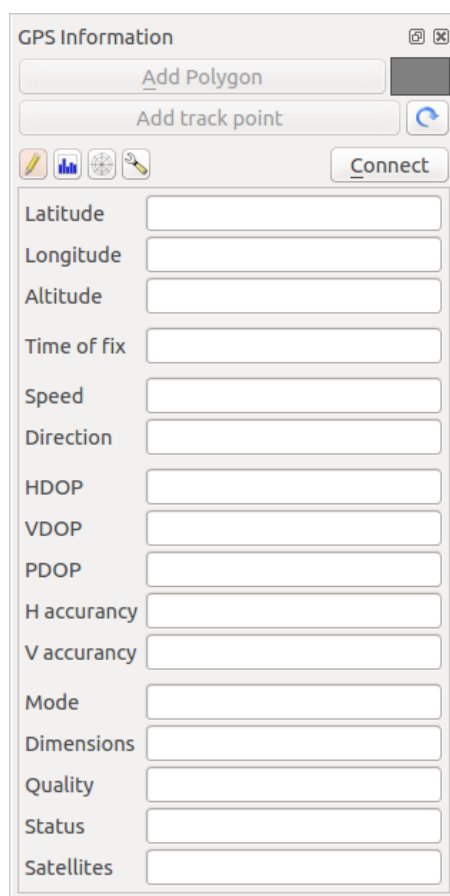 GPS Information
Add Polygon
Add track point
Connect
Latitude
Longitude
Altitude
Time of fix
Speed
Direction
HDOP
VDOP
PDOP
H accurancy
V accurancy
Mode
Dimensions
Quality
Status
Satellites